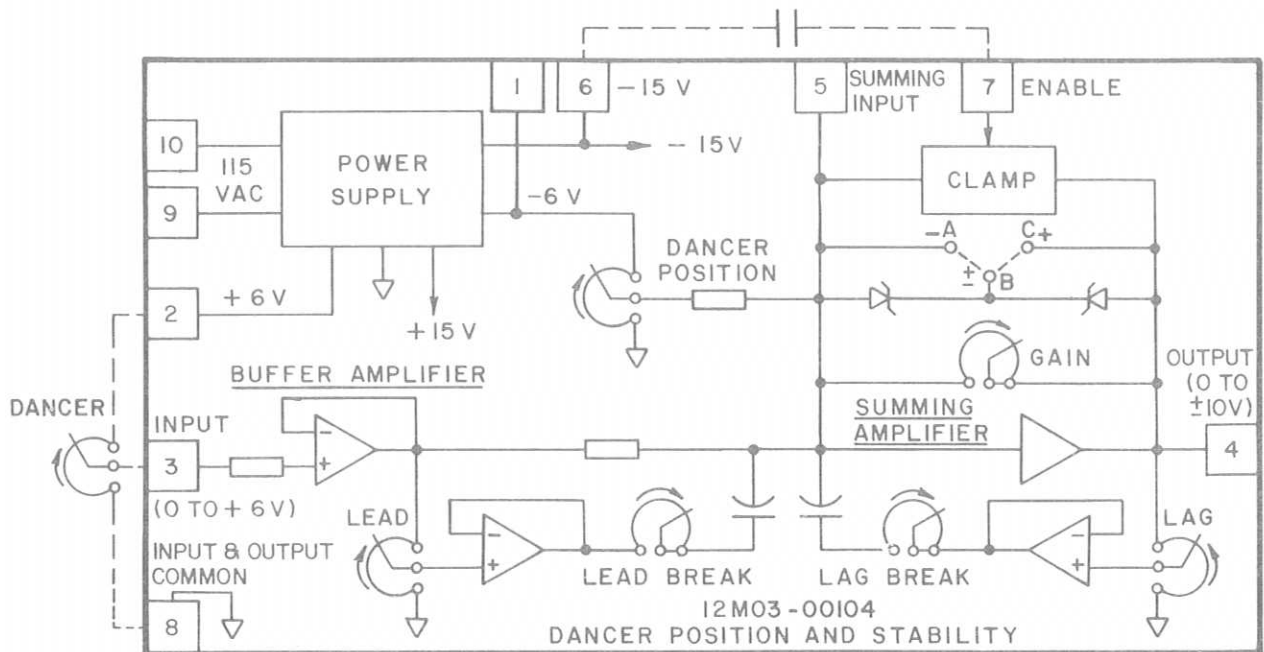 1
6
-15 V
5
SUMMING
INPUT
7
ENABLE
10
115
VAC
9
POWER
SUPPLY
- 15V
-6 V
CLAMP
-A
C+
±
B
DANCER
POSITION
2
+ 6V
+15 V
GAIN
OUTPUT
(0 TO
±10V)
4
BUFFER AMPLIFIER
SUMMING
AMPLIFIER
DANCER
INPUT
3
(0 TO + 6V)
-
+
LEAD
-
+
LEAD BREAK
LAG BREAK
-
+
LAG
INPUT & OUTPUT
COMMON
8
12M03-00104
DANCER POSITION AND STABILITY